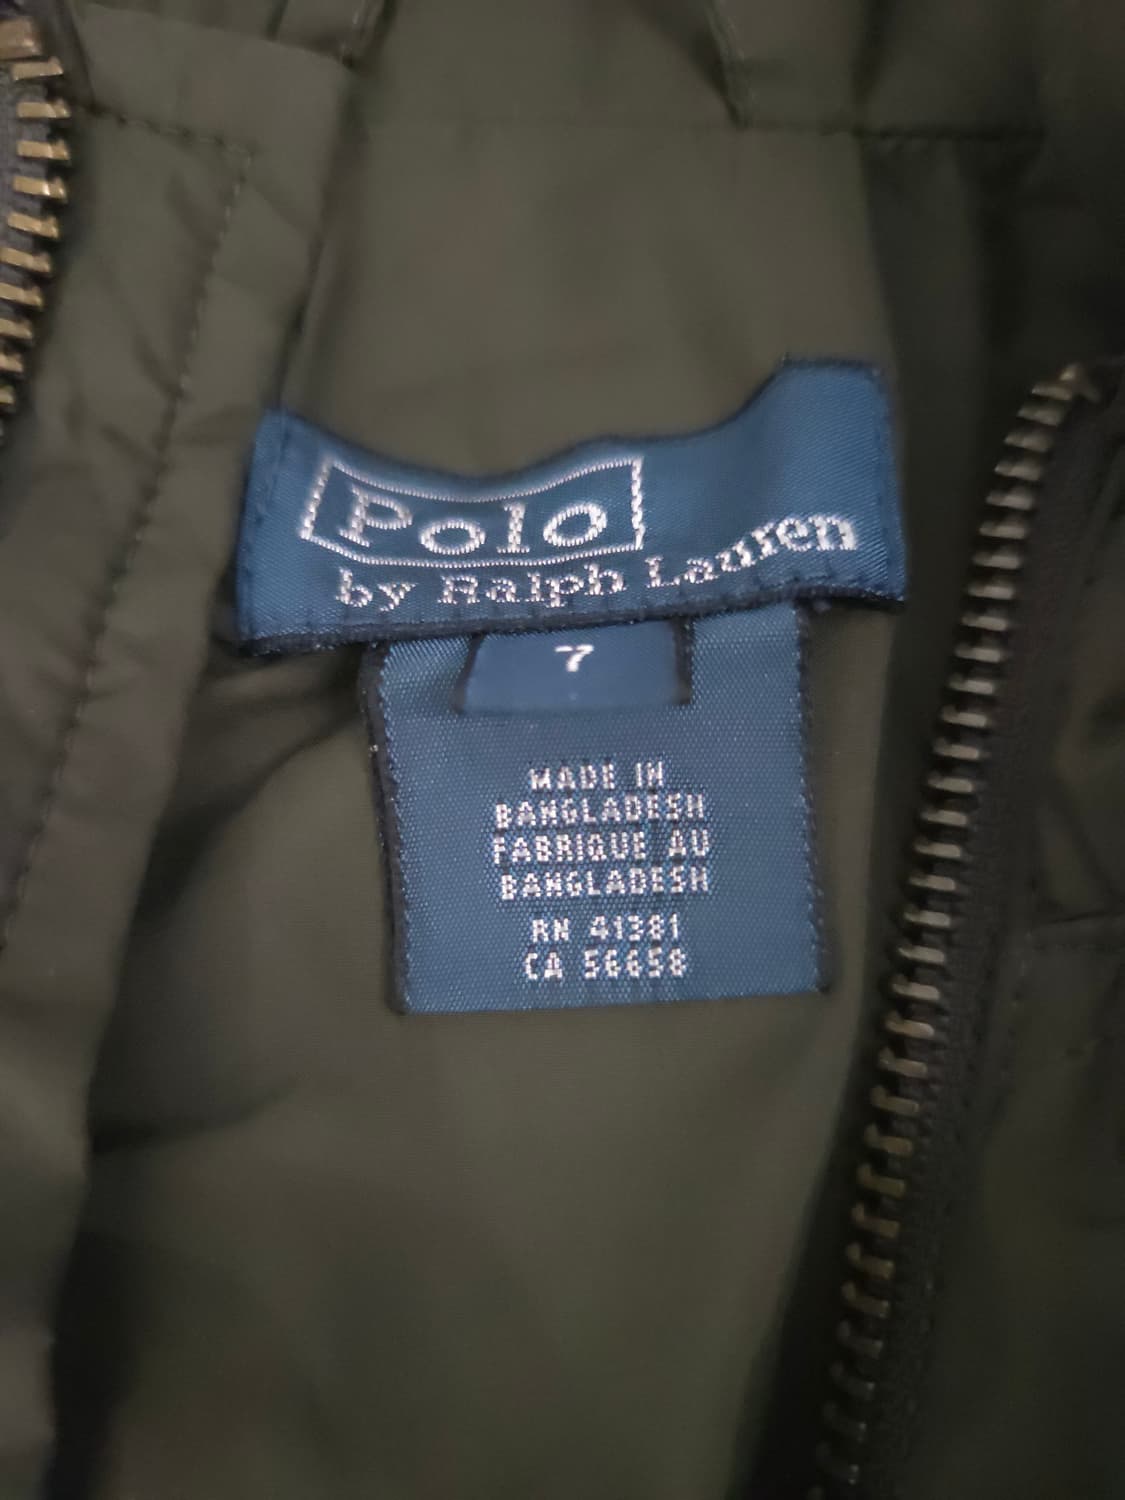 Polo
by Ralph Lauren
7
MADE IN
BANGLADESH
FABRIQUE AU
BANGLADESH
RN 41381
CA 56658